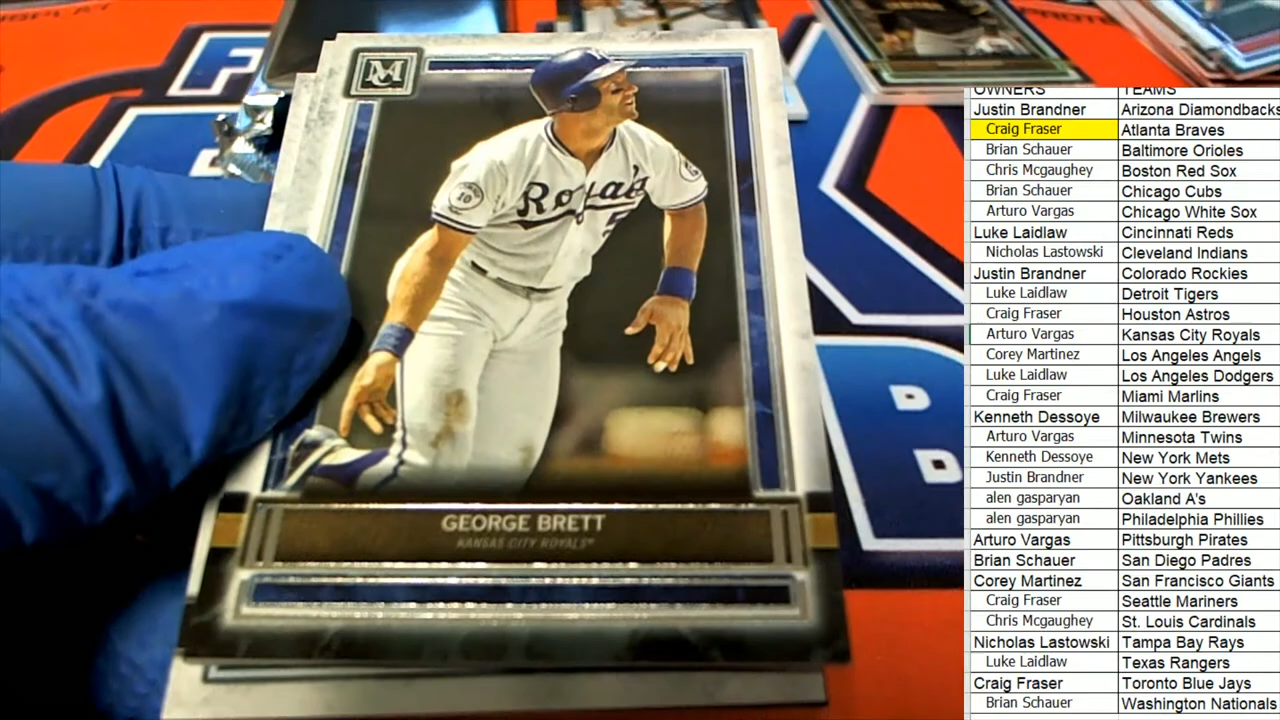 MC
Royals
5
10
GEORGE BRETT
KANSAS CITY ROYALS
OWNERS TEAMS
Justin Brandner Arizona Diamondbacks
Craig Fraser Atlanta Braves
Brian Schauer Baltimore Orioles
Chris Mcgaughey Boston Red Sox
Brian Schauer Chicago Cubs
Arturo Vargas Chicago White Sox
Luke Laidlaw Cincinnati Reds
Nicholas Lastowski Cleveland Indians
Justin Brandner Colorado Rockies
Luke Laidlaw Detroit Tigers
Craig Fraser Houston Astros
Arturo Vargas Kansas City Royals
Corey Martinez Los Angeles Angels
Luke Laidlaw Los Angeles Dodgers
Craig Fraser Miami Marlins
Kenneth Dessoye Milwaukee Brewers
Arturo Vargas Minnesota Twins
Kenneth Dessoye New York Mets
Justin Brandner New York Yankees
alen gasparyan Oakland A's
alen gasparyan Philadelphia Phillies
Arturo Vargas Pittsburgh Pirates
Brian Schauer San Diego Padres
Corey Martinez San Francisco Giants
Craig Fraser Seattle Mariners
Chris Mcgaughey St. Louis Cardinals
Nicholas Lastowski Tampa Bay Rays
Luke Laidlaw Texas Rangers
Craig Fraser Toronto Blue Jays
Brian Schauer Washington Nationals